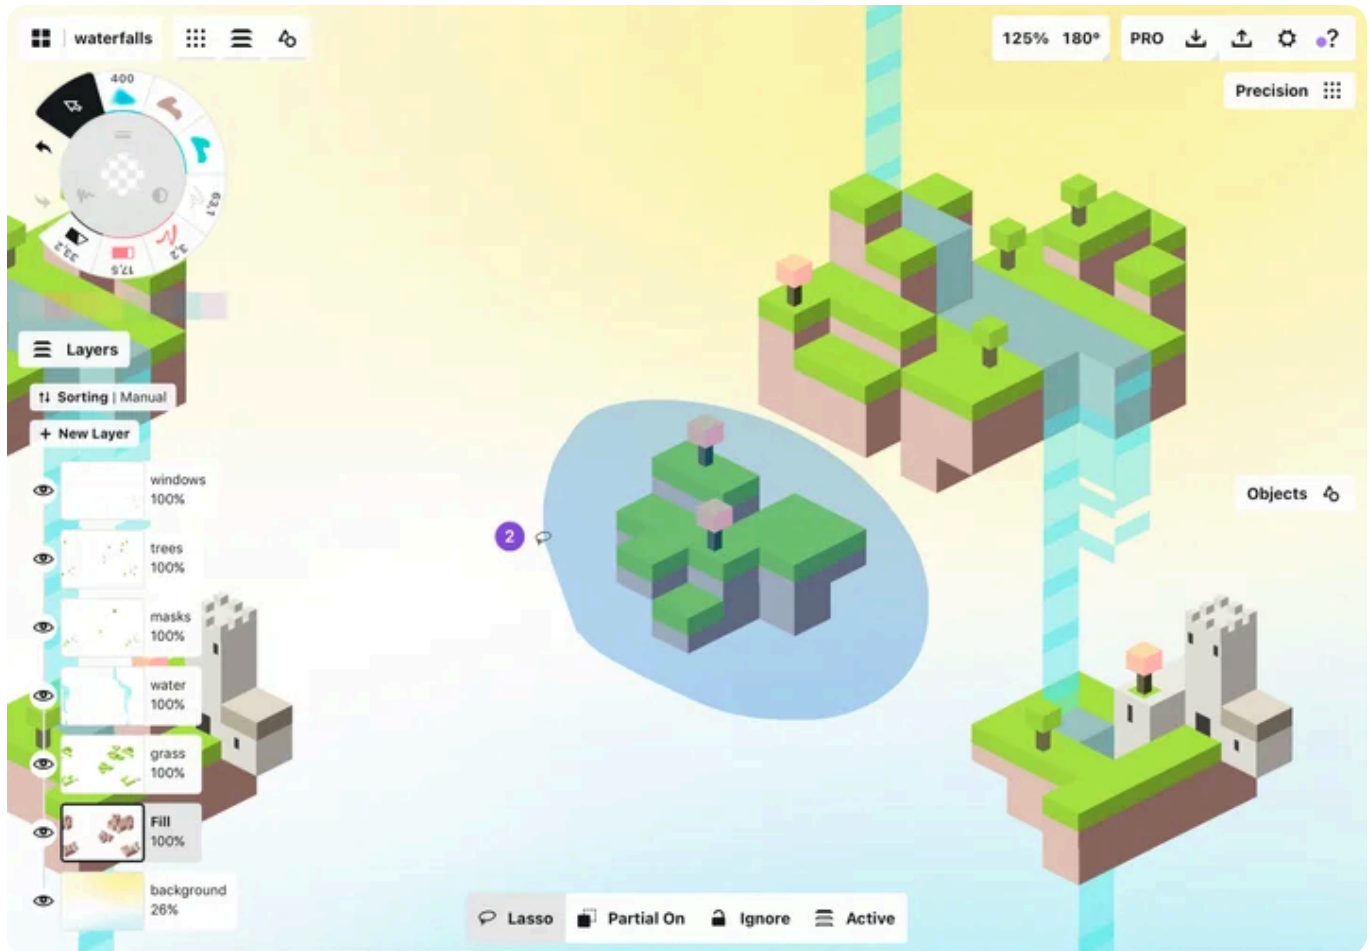 waterfalls
125% 180°
PRO
?
Precision
400
63,1
3,2
17,5
33,2
Layers
Sorting | Manual
+ New Layer
windows
100%
trees
100%
masks
100%
water
100%
grass
100%
Fill
100%
background
26%
2
Objects
Lasso
Partial On
Ignore
Active